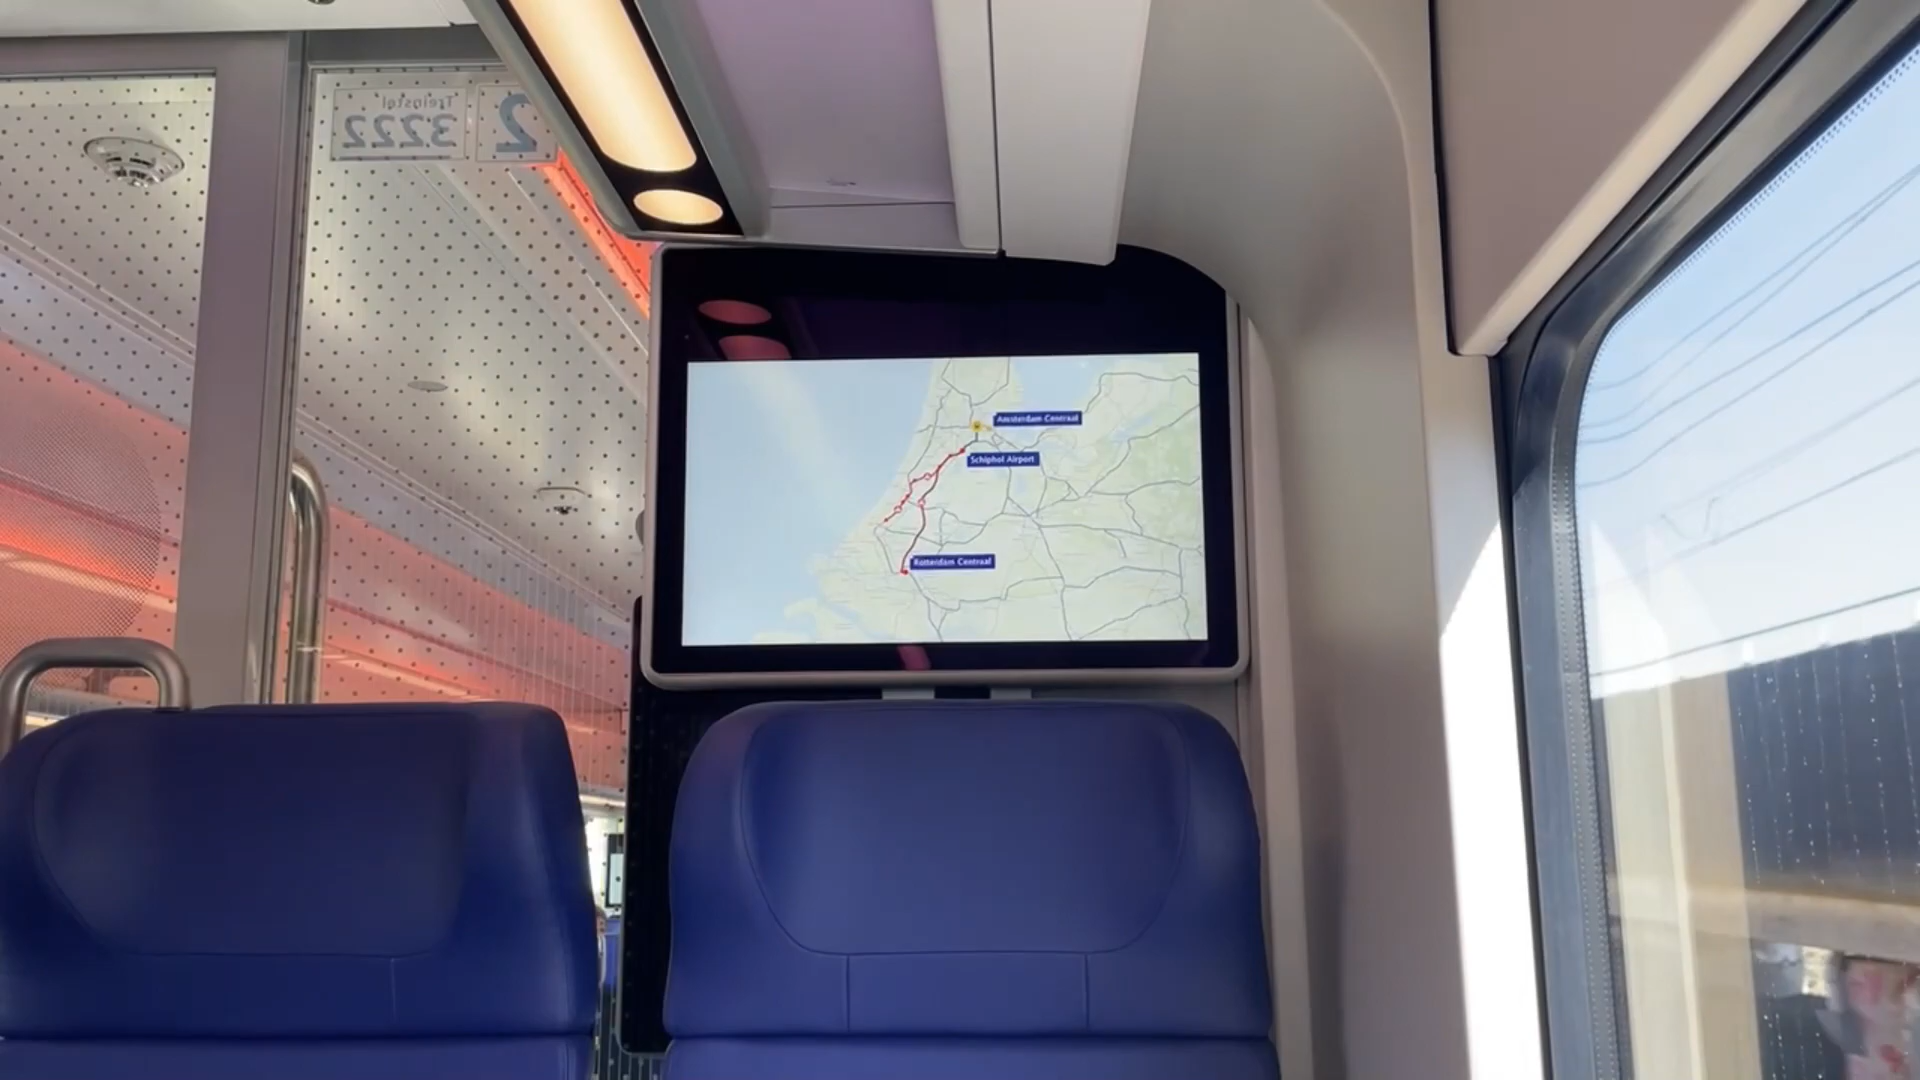 Treinstel
3222
2
Amsterdam Centraal
Schiphol Airport
Rotterdam Centraal